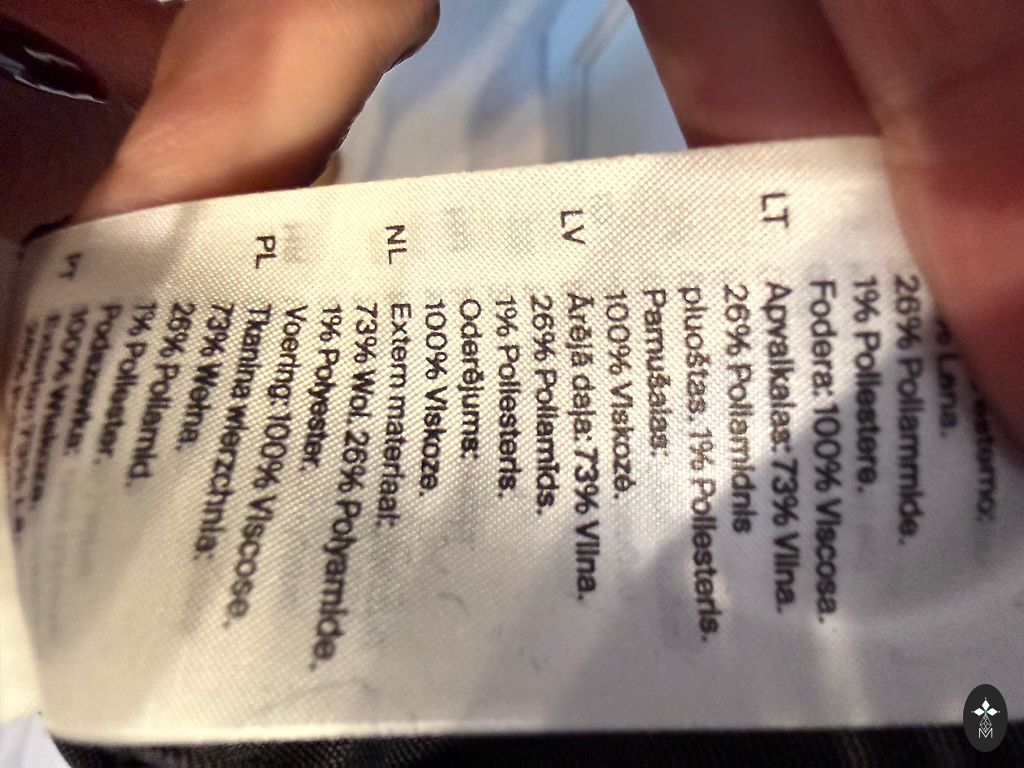 26% Poliammide.
1% Poliestere.
Fodera: 100% Viscosa.
LT Apvalkalas: 73% Vilna.
26% Poliamidnis
pluoštas. 1% Poliesteris.
Pamušalas:
100% Viskozė.
LV Ārējā daļa: 73% Vilna.
26% Poliamīds.
1% Poliesteris.
Oderējums:
100% Viskoze.
NL Extern materiaal:
73% Wol. 26% Polyamide.
1% Polyester.
Voering: 100% Viscose.
PL Tkanina wierzchnia:
73% Wełna.
26% Poliamid.
1% Poliester.
Podszewka:
100% Wiskoza.
PT